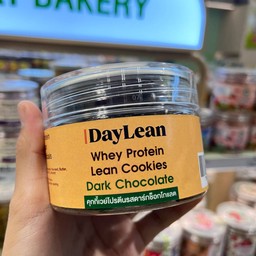 BAKERY
DayLean
Whey Protein
Lean Cookies
Dark Chocolate
คุกกี้เวย์โปรตีนรสดาร์กช็อกโกแลต